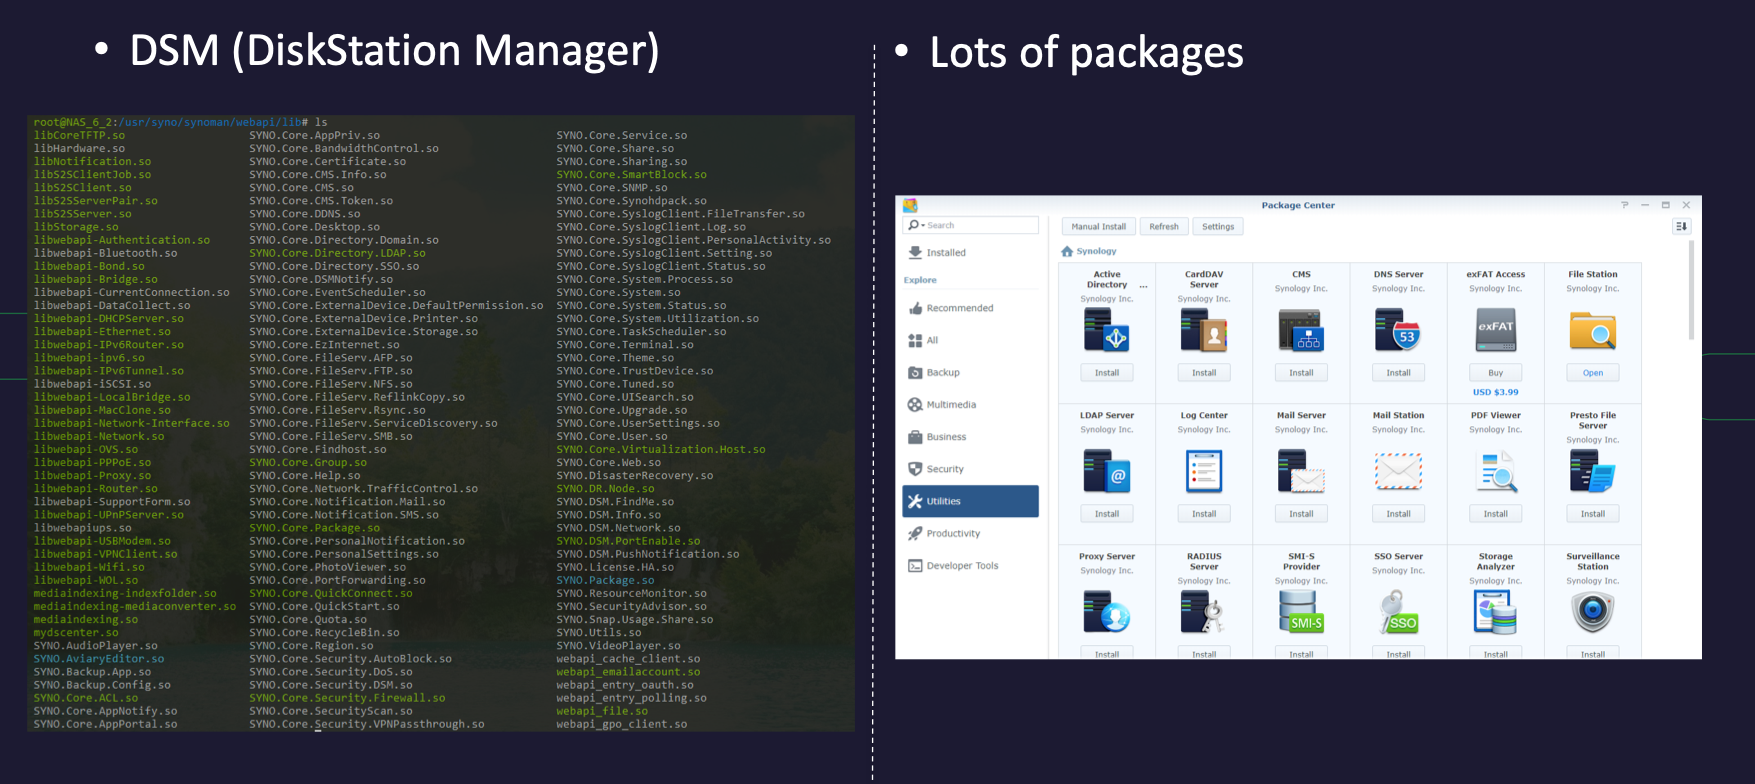 • DSM (DiskStation Manager)
root@NAS_6_2:/usr/syno/synoman/webapi/lib# ls
libCoreTFTP.so SYNO.Core.AppPriv.so SYNO.Core.Service.so
libHardware.so SYNO.Core.BandwidthControl.so SYNO.Core.Share.so
libNotification.so SYNO.Core.Certificate.so SYNO.Core.Sharing.so
libS2SClientJob.so SYNO.Core.CMS.Info.so SYNO.Core.SmartBlock.so
libS2SClient.so SYNO.Core.CMS.so SYNO.Core.SNMP.so
libS2SServerPair.so SYNO.Core.CMS.Token.so SYNO.Core.Synohdpack.so
libS2SServer.so SYNO.Core.DDNS.so SYNO.Core.SyslogClient.FileTransfer.so
libStorage.so SYNO.Core.Desktop.so SYNO.Core.SyslogClient.Log.so
libwebapi-Authentication.so SYNO.Core.Directory.Domain.so SYNO.Core.SyslogClient.PersonalActivity.so
libwebapi-Bluetooth.so SYNO.Core.Directory.LDAP.so SYNO.Core.SyslogClient.Setting.so
libwebapi-Bond.so SYNO.Core.Directory.SSO.so SYNO.Core.SyslogClient.Status.so
libwebapi-Bridge.so SYNO.Core.DSMNotify.so SYNO.Core.System.Process.so
libwebapi-CurrentConnection.so SYNO.Core.EventScheduler.so SYNO.Core.System.so
libwebapi-DataCollect.so SYNO.Core.ExternalDevice.DefaultPermission.so SYNO.Core.System.Status.so
libwebapi-DHCPServer.so SYNO.Core.ExternalDevice.Printer.so SYNO.Core.System.Utilization.so
libwebapi-Ethernet.so SYNO.Core.ExternalDevice.Storage.so SYNO.Core.TaskScheduler.so
libwebapi-IPv6Router.so SYNO.Core.EzInternet.so SYNO.Core.Terminal.so
libwebapi-ipv6.so SYNO.Core.FileServ.AFP.so SYNO.Core.Theme.so
libwebapi-IPv6Tunnel.so SYNO.Core.FileServ.FTP.so SYNO.Core.TrustDevice.so
libwebapi-iSCSI.so SYNO.Core.FileServ.NFS.so SYNO.Core.Tuned.so
libwebapi-LocalBridge.so SYNO.Core.FileServ.ReflinkCopy.so SYNO.Core.UISearch.so
libwebapi-MacClone.so SYNO.Core.FileServ.Rsync.so SYNO.Core.Upgrade.so
libwebapi-Network-Interface.so SYNO.Core.FileServ.ServiceDiscovery.so SYNO.Core.UserSettings.so
libwebapi-Network.so SYNO.Core.FileServ.SMB.so SYNO.Core.User.so
libwebapi-OVS.so SYNO.Core.Findhost.so SYNO.Core.Virtualization.Host.so
libwebapi-PPPoE.so SYNO.Core.Group.so SYNO.Core.Web.so
libwebapi-Proxy.so SYNO.Core.Help.so SYNO.DisasterRecovery.so
libwebapi-Router.so SYNO.Core.Network.TrafficControl.so SYNO.DR.Node.so
libwebapi-SupportForm.so SYNO.Core.Notification.Mail.so SYNO.DSM.FindMe.so
libwebapi-UPnPServer.so SYNO.Core.Notification.SMS.so SYNO.DSM.Info.so
libwebapiups.so SYNO.Core.Package.so SYNO.DSM.Network.so
libwebapi-USBModem.so SYNO.Core.PersonalNotification.so SYNO.DSM.PortEnable.so
libwebapi-VPNClient.so SYNO.Core.PersonalSettings.so SYNO.DSM.PushNotification.so
libwebapi-Wifi.so SYNO.Core.PhotoViewer.so SYNO.License.HA.so
libwebapi-WOL.so SYNO.Core.PortForwarding.so SYNO.Package.so
mediaindexing-indexfolder.so SYNO.Core.QuickConnect.so SYNO.ResourceMonitor.so
mediaindexing-mediaconverter.so SYNO.Core.QuickStart.so SYNO.SecurityAdvisor.so
mediaindexing.so SYNO.Core.Quota.so SYNO.Snap.Usage.Share.so
mydscenter.so SYNO.Core.RecycleBin.so SYNO.Utils.so
SYNO.AudioPlayer.so SYNO.Core.Region.so SYNO.VideoPlayer.so
SYNO.AviaryEditor.so SYNO.Core.Security.AutoBlock.so webapi_cache_client.so
SYNO.Backup.App.so SYNO.Core.Security.DoS.so webapi_emailaccount.so
SYNO.Backup.Config.so SYNO.Core.Security.DSM.so webapi_entry_oauth.so
SYNO.Core.ACL.so SYNO.Core.Security.Firewall.so webapi_entry_polling.so
SYNO.Core.AppNotify.so SYNO.Core.SecurityScan.so webapi_file.so
SYNO.Core.AppPortal.so SYNO.Core.Security.VPNPassthrough.so webapi_gpo_client.so
• Lots of packages
Package Center
Search
Manual Install Refresh Settings
Installed
Explore
Recommended
All
Backup
Multimedia
Business
Security
Utilities
Productivity
Developer Tools
Synology
Active CardDAV CMS DNS Server exFAT Access File Station
Directory ... Server Synology Inc. Synology Inc. Synology Inc. Synology Inc.
Synology Inc. Synology Inc.
53 exFAT
Install Install Install Install Buy Open
USD $3.99
LDAP Server Log Center Mail Server Mail Station PDF Viewer Presto File
Synology Inc. Synology Inc. Synology Inc. Synology Inc. Synology Inc. Server
Synology Inc.
@
Install Install Install Install Install Install
Proxy Server RADIUS SMI-S SSO Server Storage Surveillance
Synology Inc. Server Provider Synology Inc. Analyzer Station
Synology Inc. Synology Inc. Synology Inc. Synology Inc.
SMI-S SSO
Install Install Install Install Install Install